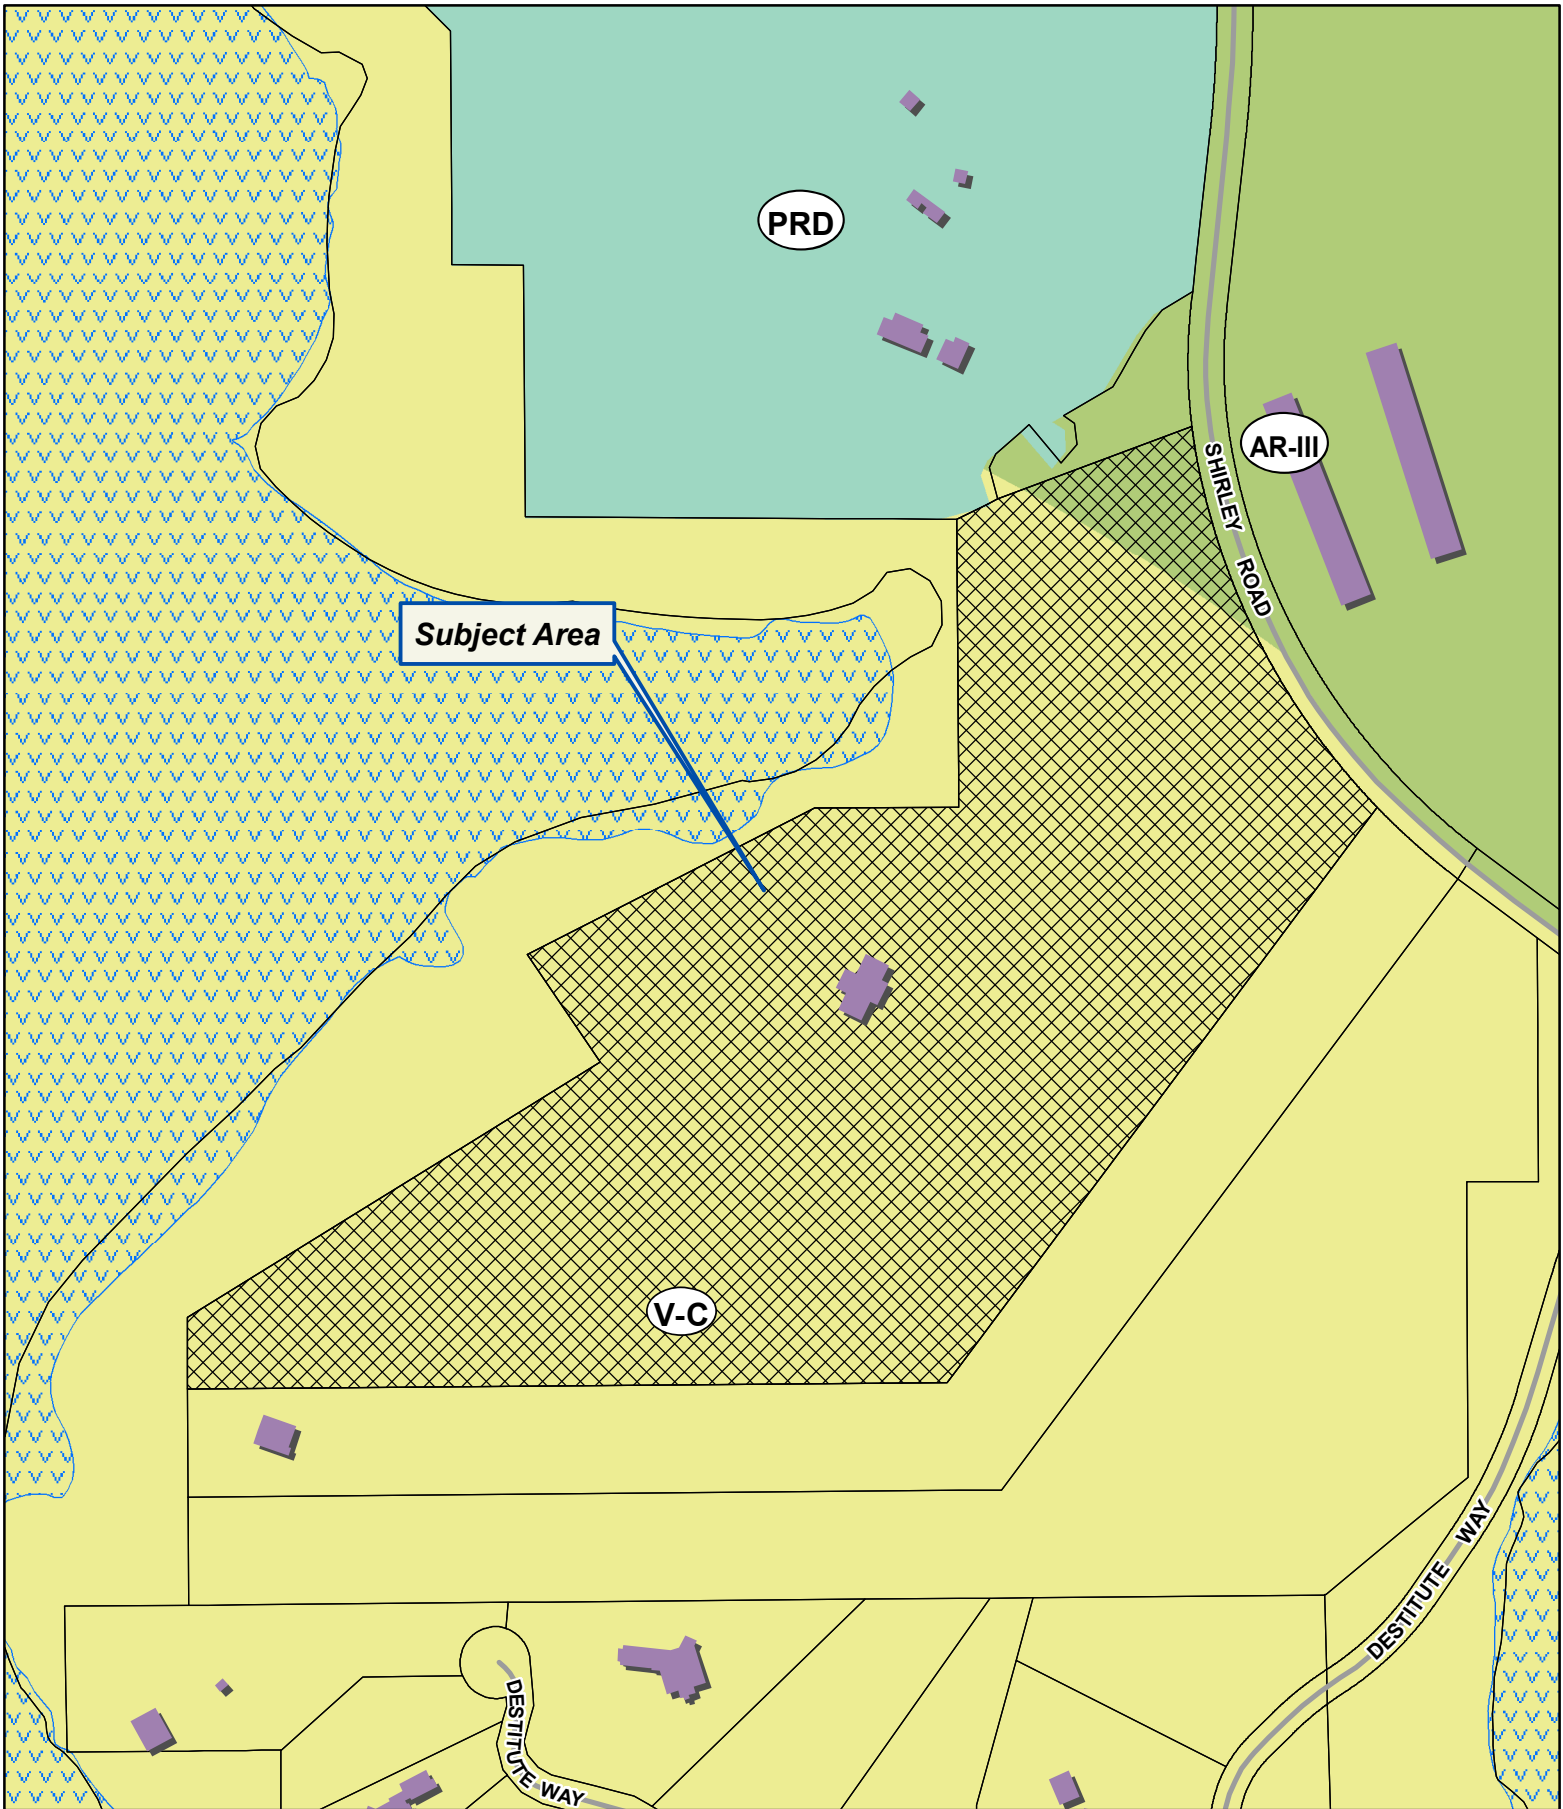 PRD
AR-III
SHIRLEY ROAD
Subject Area
V-C
DESTITUTE WAY
DESTITUTE WAY